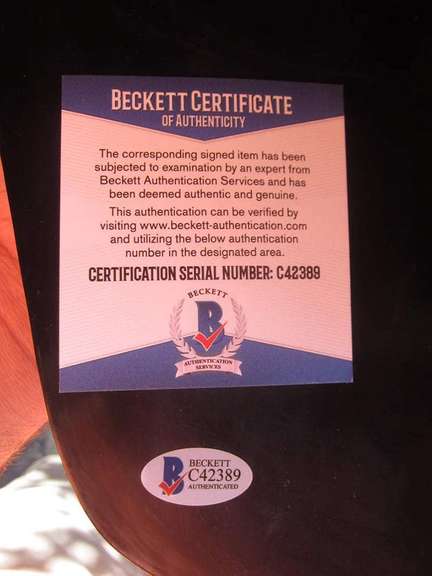 BECKETT CERTIFICATE
OF AUTHENTICITY
The corresponding signed item has been
subjected to examination by an expert from
Beckett Authentication Services and has
been deemed authentic and genuine.
This authentication can be verified by
visiting www.beckett-authentication.com
and utilizing the below authentication
number in the designated area.
CERTIFICATION SERIAL NUMBER: C42389
BECKETT
B
AUTHENTICATION
SERVICES
B
BECKETT
C42389
AUTHENTICATED